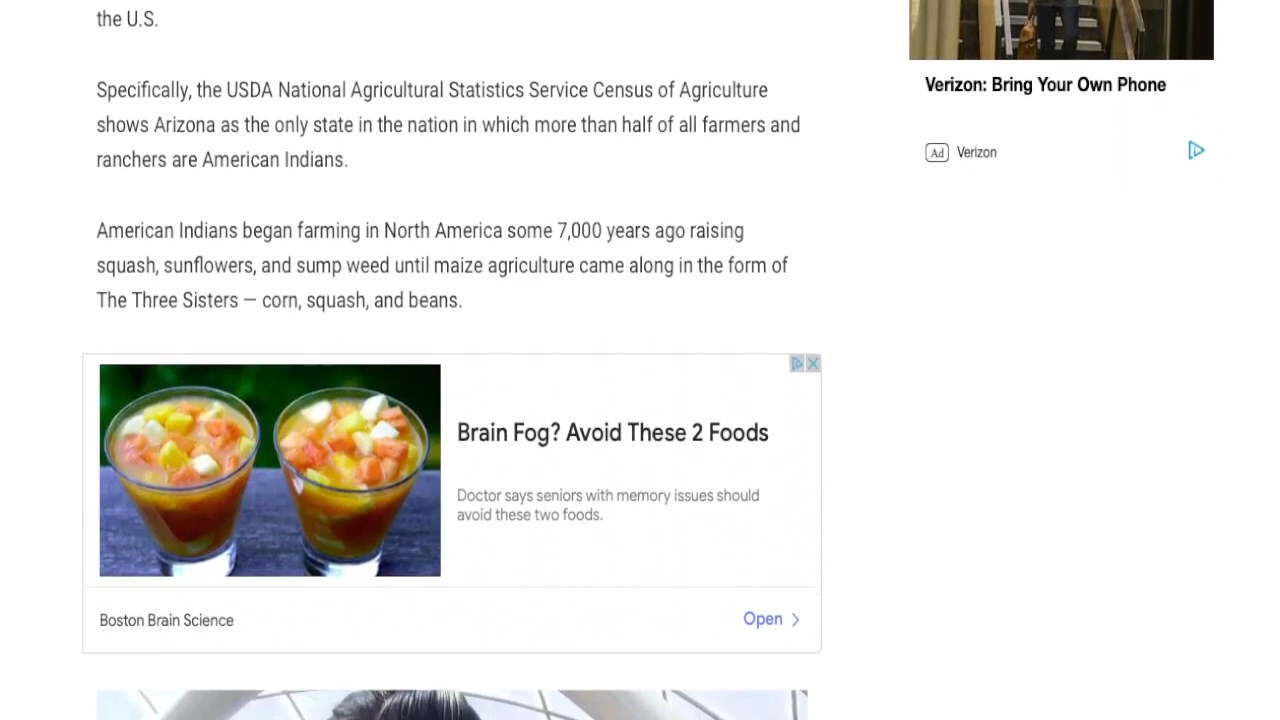 the U.S.
Specifically, the USDA National Agricultural Statistics Service Census of Agriculture
shows Arizona as the only state in the nation in which more than half of all farmers and
ranchers are American Indians.
American Indians began farming in North America some 7,000 years ago raising
squash, sunflowers, and sump weed until maize agriculture came along in the form of
The Three Sisters — corn, squash, and beans.
Brain Fog? Avoid These 2 Foods
Doctor says seniors with memory issues should
avoid these two foods.
Boston Brain Science
Open
Verizon: Bring Your Own Phone
Ad Verizon